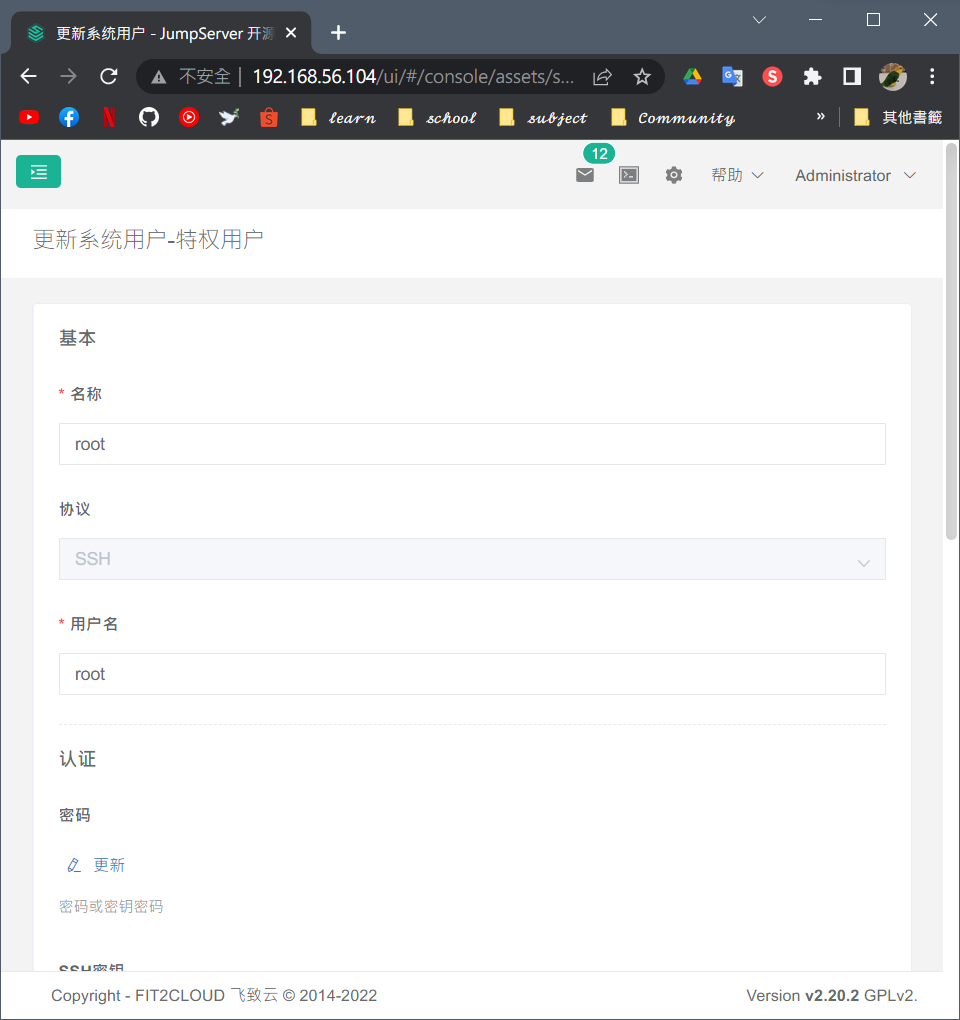 更新系统用户 - JumpServer 开源
不安全 192.168.56.104/ui/#/console/assets/s...
learn school subject Community » 其他書籤
12
帮助 Administrator
更新系统用户-特权用户
基本
* 名称
root
协议
SSH
* 用户名
root
认证
密码
更新
密码或密钥密码
SSH密钥
Copyright - FIT2CLOUD 飞致云 © 2014-2022
Version v2.20.2 GPLv2.